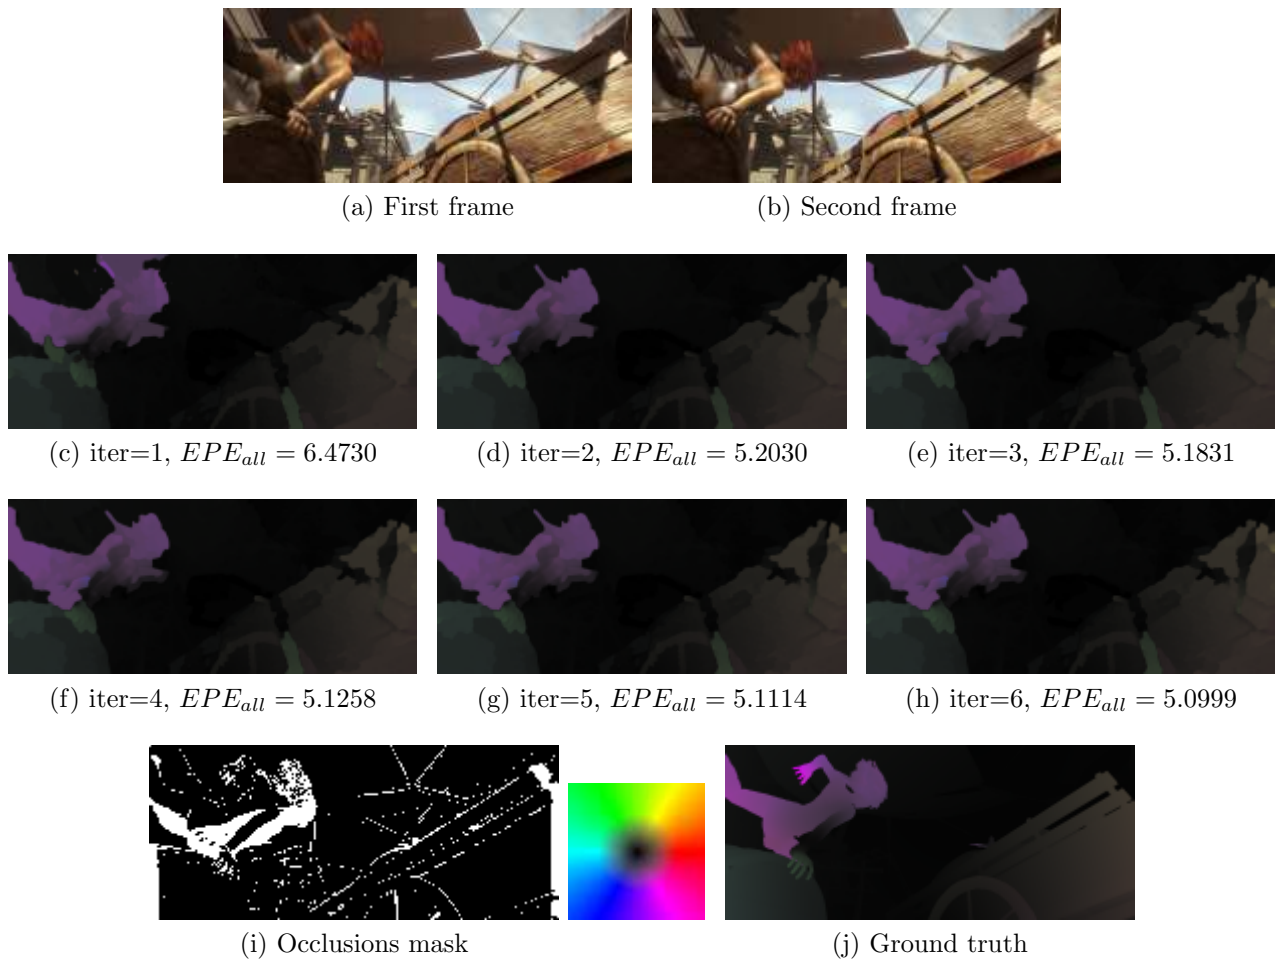 (a) First frame
(b) Second frame
(c) iter=1, EPE_all = 6.4730
(d) iter=2, EPE_all = 5.2030
(e) iter=3, EPE_all = 5.1831
(f) iter=4, EPE_all = 5.1258
(g) iter=5, EPE_all = 5.1114
(h) iter=6, EPE_all = 5.0999
(i) Occlusions mask
(j) Ground truth